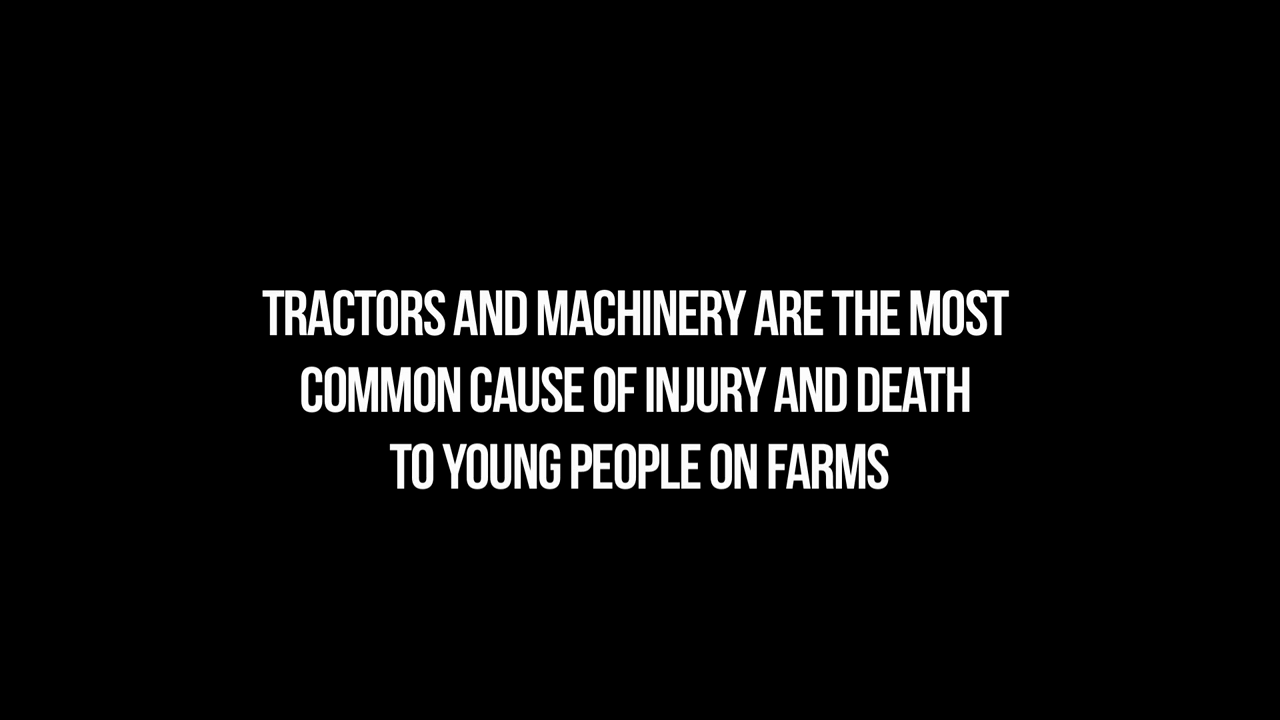 TRACTORS AND MACHINERY ARE THE MOST
COMMON CAUSE OF INJURY AND DEATH
TO YOUNG PEOPLE ON FARMS